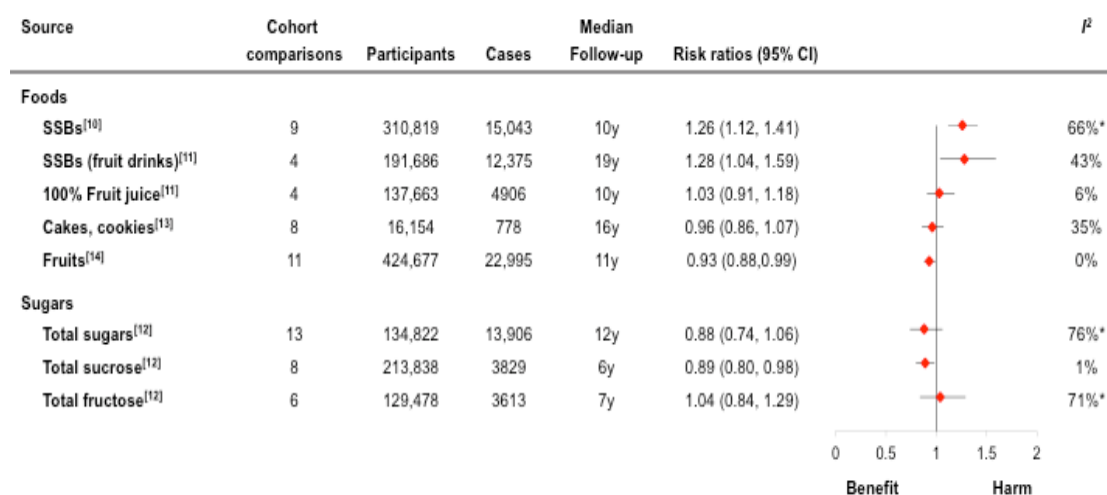 Source Cohort comparisons Participants Cases Median Follow-up Risk ratios (95% CI) I²
Foods
SSBs[10] 9 310,819 15,043 10y 1.26 (1.12, 1.41) 66%*
SSBs (fruit drinks)[11] 4 191,686 12,375 19y 1.28 (1.04, 1.59) 43%
100% Fruit juice[11] 4 137,663 4906 10y 1.03 (0.91, 1.18) 6%
Cakes, cookies[13] 8 16,154 778 16y 0.96 (0.86, 1.07) 35%
Fruits[14] 11 424,677 22,995 11y 0.93 (0.88,0.99) 0%
Sugars
Total sugars[12] 13 134,822 13,906 12y 0.88 (0.74, 1.06) 76%*
Total sucrose[12] 8 213,838 3829 6y 0.89 (0.80, 0.98) 1%
Total fructose[12] 6 129,478 3613 7y 1.04 (0.84, 1.29) 71%*
0 0.5 1 1.5 2
Benefit Harm